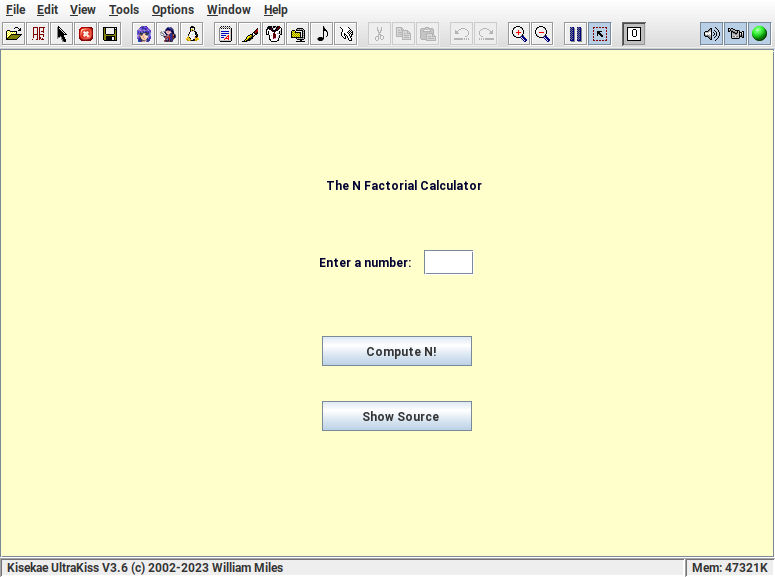 File Edit View Tools Options Window Help
0
The N Factorial Calculator
Enter a number:
Compute N!
Show Source
Kisekae UltraKiss V3.6 (c) 2002-2023 William Miles Mem: 47321K